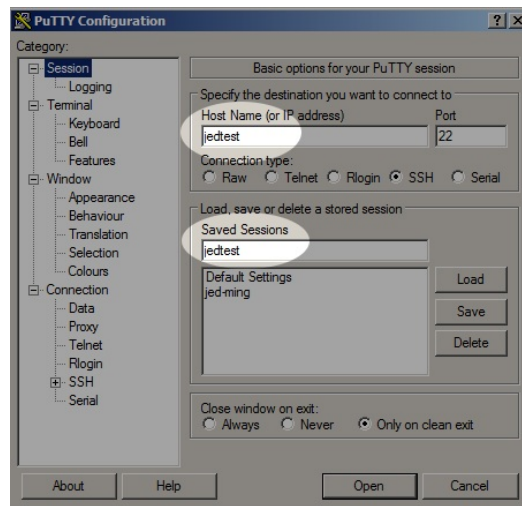 PuTTY Configuration
Category:
Session
Logging
Terminal
Keyboard
Bell
Features
Window
Appearance
Behaviour
Translation
Selection
Colours
Connection
Data
Proxy
Telnet
Rlogin
SSH
Serial
Basic options for your PuTTY session
Specify the destination you want to connect to
Host Name (or IP address) Port
jedtest 22
Connection type:
Raw Telnet Rlogin SSH Serial
Load, save or delete a stored session
Saved Sessions
jedtest
Default Settings
jed-ming
Load
Save
Delete
Close window on exit:
Always Never Only on clean exit
About Help Open Cancel